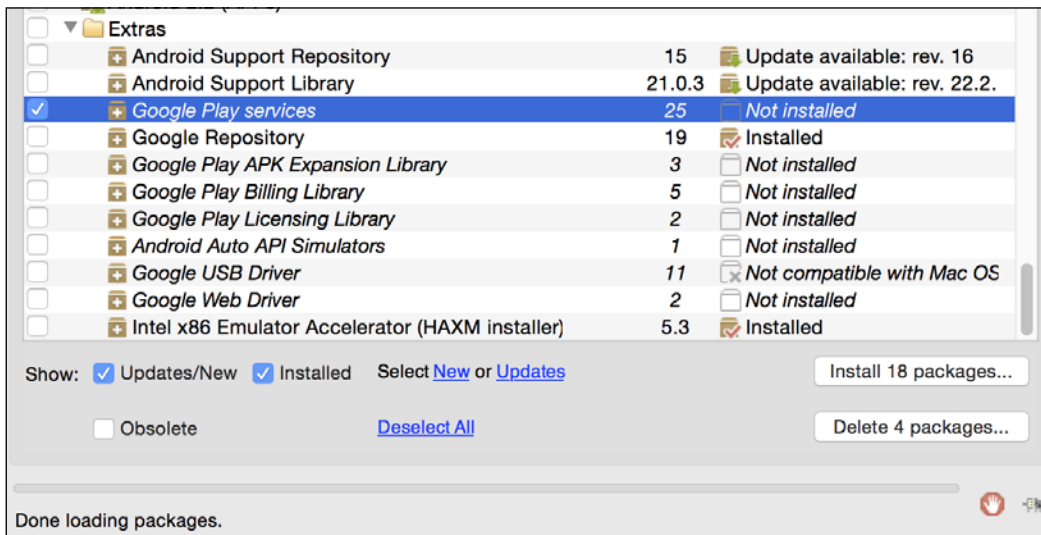 Extras
Android Support Repository 15 Update available: rev. 16
Android Support Library 21.0.3 Update available: rev. 22.2.
Google Play services 25 Not installed
Google Repository 19 Installed
Google Play APK Expansion Library 3 Not installed
Google Play Billing Library 5 Not installed
Google Play Licensing Library 2 Not installed
Android Auto API Simulators 1 Not installed
Google USB Driver 11 Not compatible with Mac OS
Google Web Driver 2 Not installed
Intel x86 Emulator Accelerator (HAXM installer) 5.3 Installed
Show: Updates/New Installed Select New or Updates Install 18 packages...
Obsolete Deselect All Delete 4 packages...
Done loading packages.